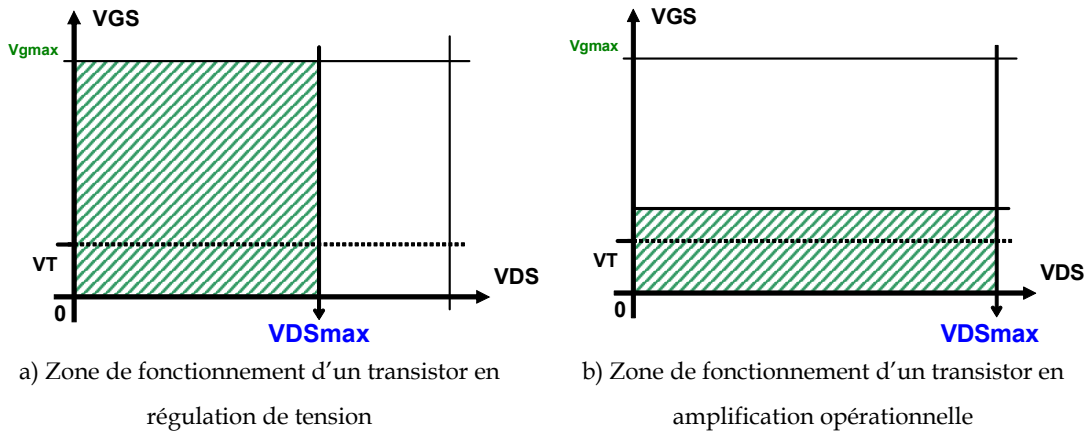 VGS
Vgmax
VT
VDS
0
VDSmax
a) Zone de fonctionnement d'un transistor en
régulation de tension
VGS
Vgmax
VT
VDS
0
VDSmax
b) Zone de fonctionnement d'un transistor en
amplification opérationnelle